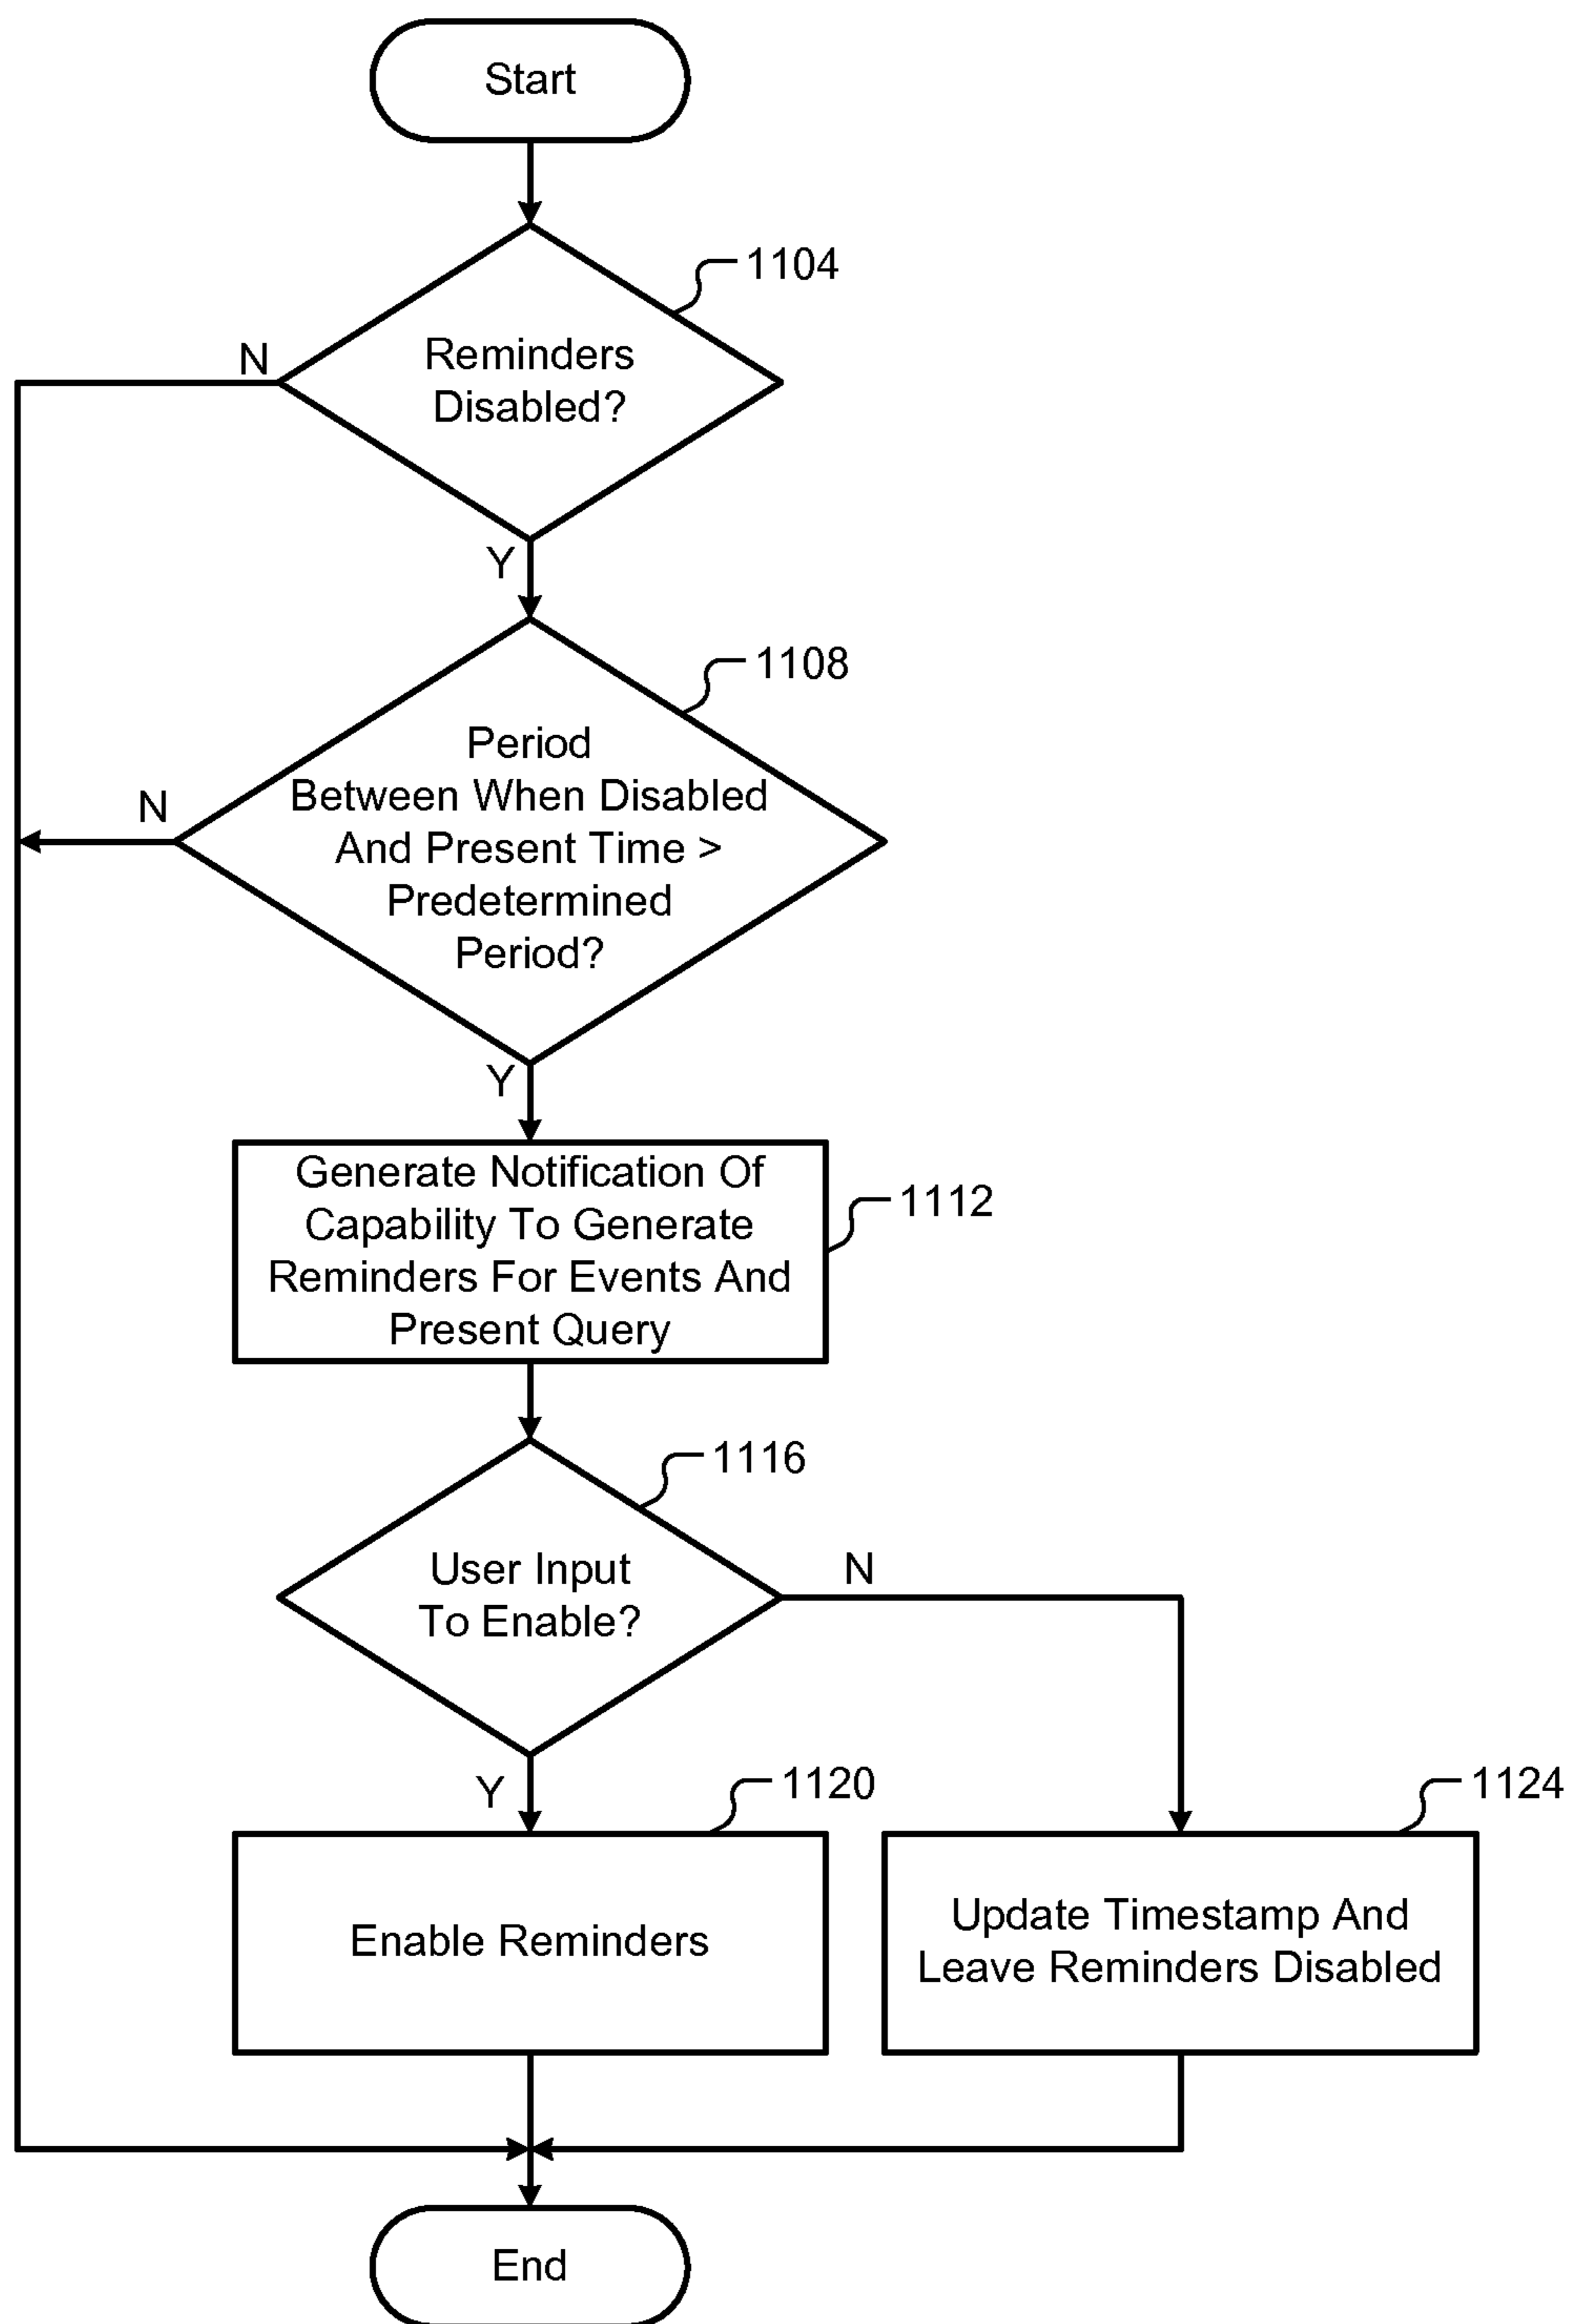 Start
1104
Reminders
Disabled?
N
Y
1108
Period
Between When Disabled
And Present Time >
Predetermined
Period?
N
Y
Generate Notification Of
Capability To Generate
Reminders For Events And
Present Query
1112
1116
User Input
To Enable?
N
Y
1120
Enable Reminders
1124
Update Timestamp And
Leave Reminders Disabled
End